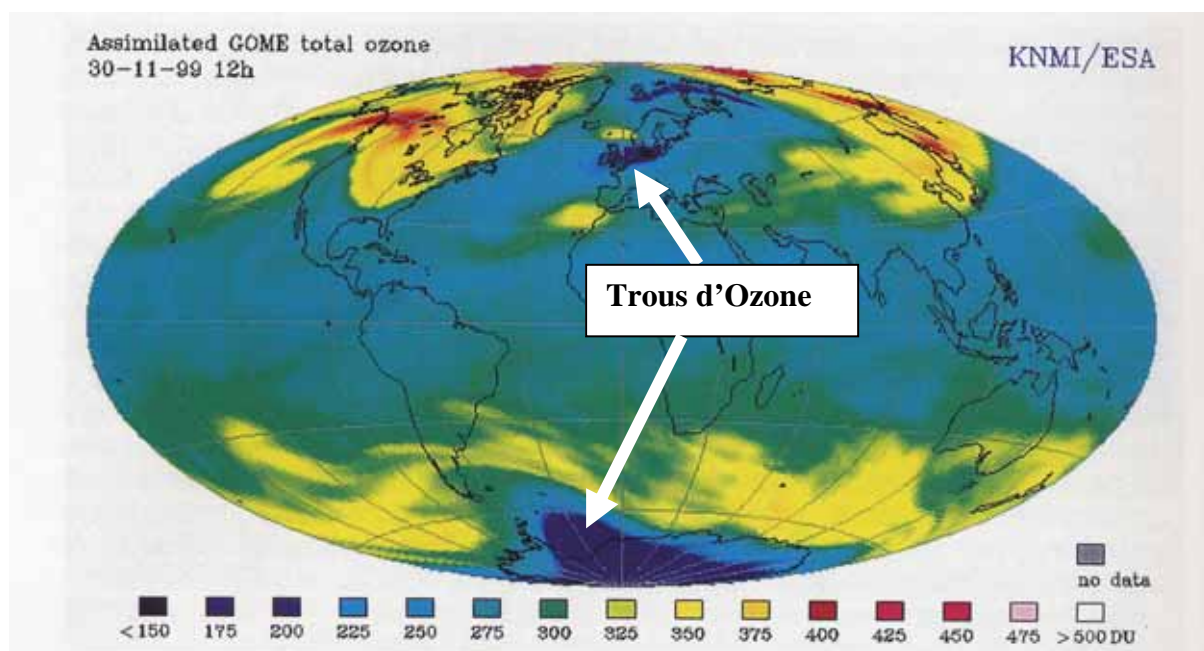 Assimilated GOME total ozone
30-11-99 12h
KNMI/ESA
Trous d’Ozone
no data
<150 175 200 225 250 275 300 325 350 375 400 425 450 475 >500 DU